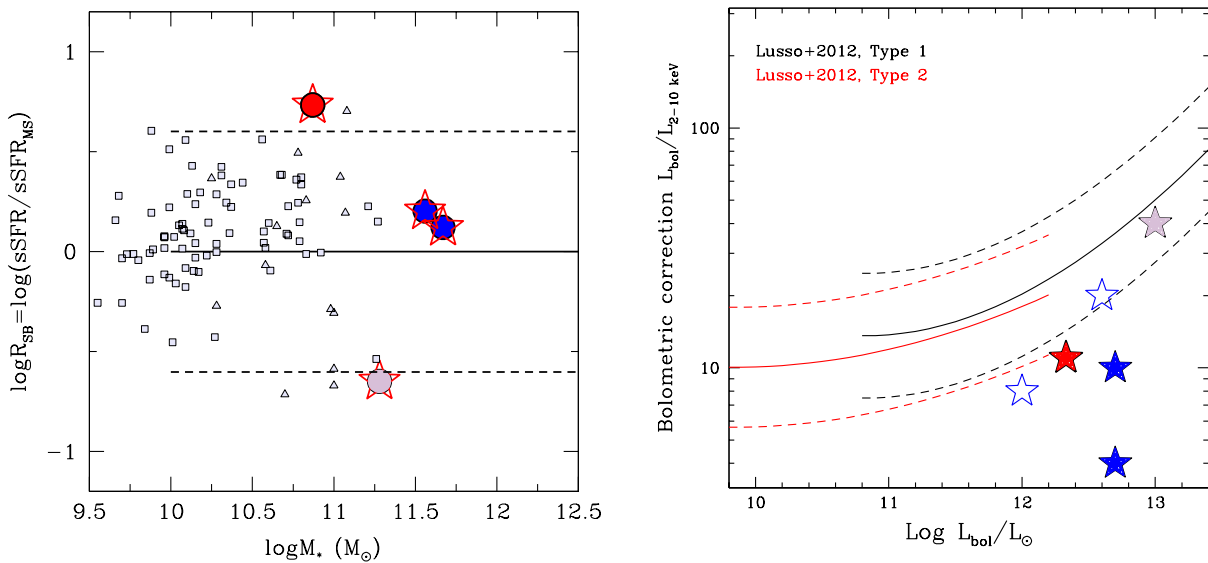 1
0
−1
logR_SB=log(sSFR/sSFR_MS)
9.5 10 10.5 11 11.5 12 12.5
logM_* (M_⊙)
Lusso+2012, Type 1
Lusso+2012, Type 2
100
10
Bolometric correction L_bol/L_2−10 keV
10 11 12 13
Log L_bol/L_⊙